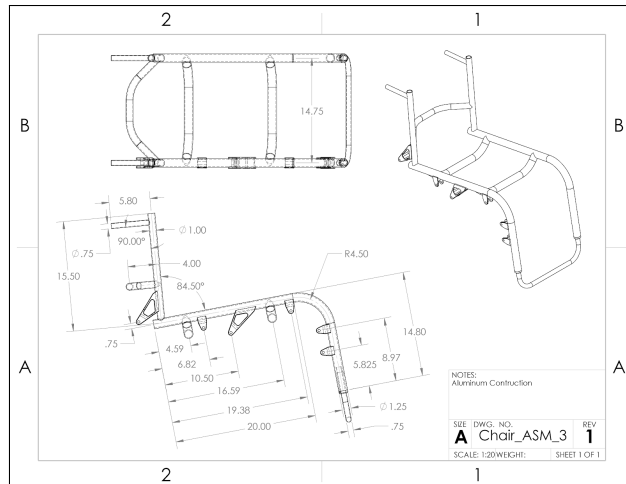 2
1
B
B
14.75
5.80
Ø.75
90.00°
Ø1.00
15.50
4.00
84.50°
R4.50
.75
4.59
6.82
10.50
16.59
19.38
20.00
14.80
8.97
5.825
Ø1.25
.75
A
A
NOTES:
Aluminum Contruction
SIZE DWG. NO. REV
A Chair_ASM_3 1
SCALE: 1:20 WEIGHT: SHEET 1 OF 1
2
1